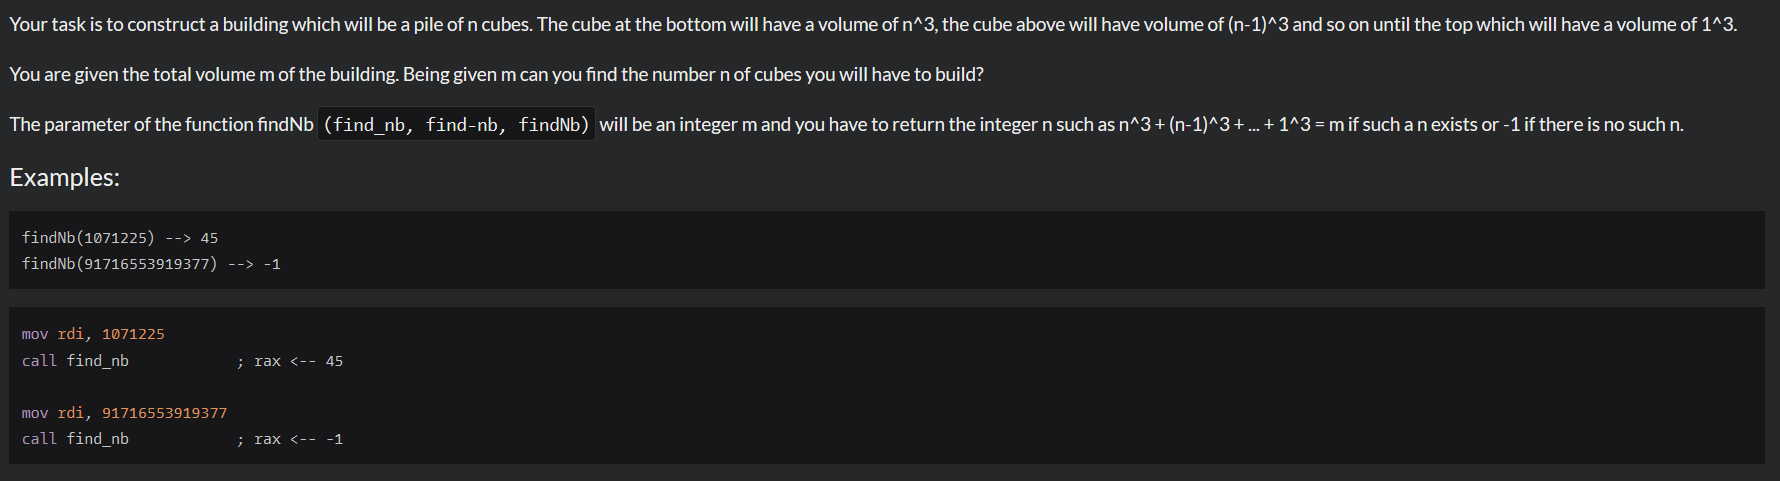 Your task is to construct a building which will be a pile of n cubes. The cube at the bottom will have a volume of n^3, the cube above will have volume of (n-1)^3 and so on until the top which will have a volume of 1^3.
You are given the total volume m of the building. Being given m can you find the number n of cubes you will have to build?
The parameter of the function findNb (find_nb, find-nb, findNb) will be an integer m and you have to return the integer n such as n^3 + (n-1)^3 + ... + 1^3 = m if such a n exists or -1 if there is no such n.
Examples:
findNb(1071225) --> 45
findNb(91716553919377) --> -1
mov rdi, 1071225
call find_nb ; rax <-- 45
mov rdi, 91716553919377
call find_nb ; rax <-- -1